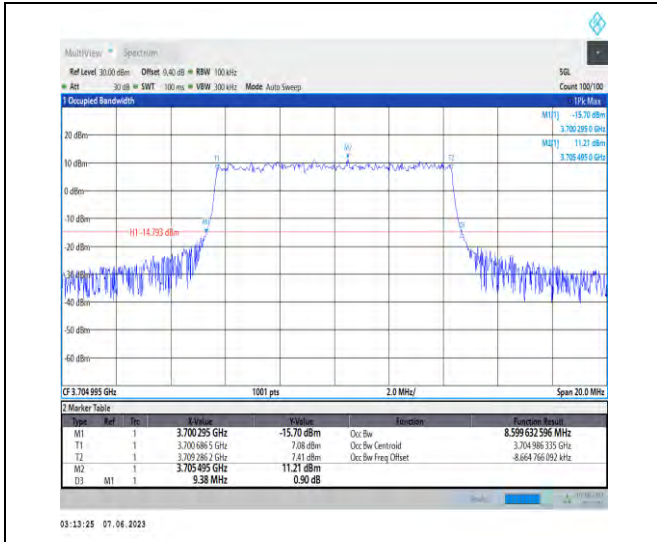 MultiView Spectrum
Ref Level 30.00 dBm Offset 9.40 dB RBW 100 kHz SGL
Att 30 dB SWT 100 ms VBW 300 kHz Mode Auto Sweep Count 100/100
1 Occupied Bandwidth 1Pk Max
M1[1] -15.70 dBm
3.700 295 0 GHz
M2[1] 11.21 dBm
3.705 495 0 GHz
20 dBm
M2
T1 T2
10 dBm
0 dBm
-10 dBm
M1
H1 -14.793 dBm
-30 dBm
-40 dBm
-50 dBm
-60 dBm
CF 3.704 995 GHz 1001 pts 2.0 MHz/ Span 20.0 MHz
2 Marker Table
Type Ref Trc X-Value Y-Value Function Function Result
M1 1 3.700 295 GHz -15.70 dBm Occ Bw 8.599 632 596 MHz
T1 1 3.700 686 5 GHz 7.08 dBm Occ Bw Centroid 3.704 986 335 GHz
T2 1 3.709 286 2 GHz 7.41 dBm Occ Bw Freq Offset -8.664 766 092 kHz
M2 1 3.705 495 GHz 11.21 dBm
D3 M1 1 9.38 MHz 0.90 dB
03:13:25 07.06.2023